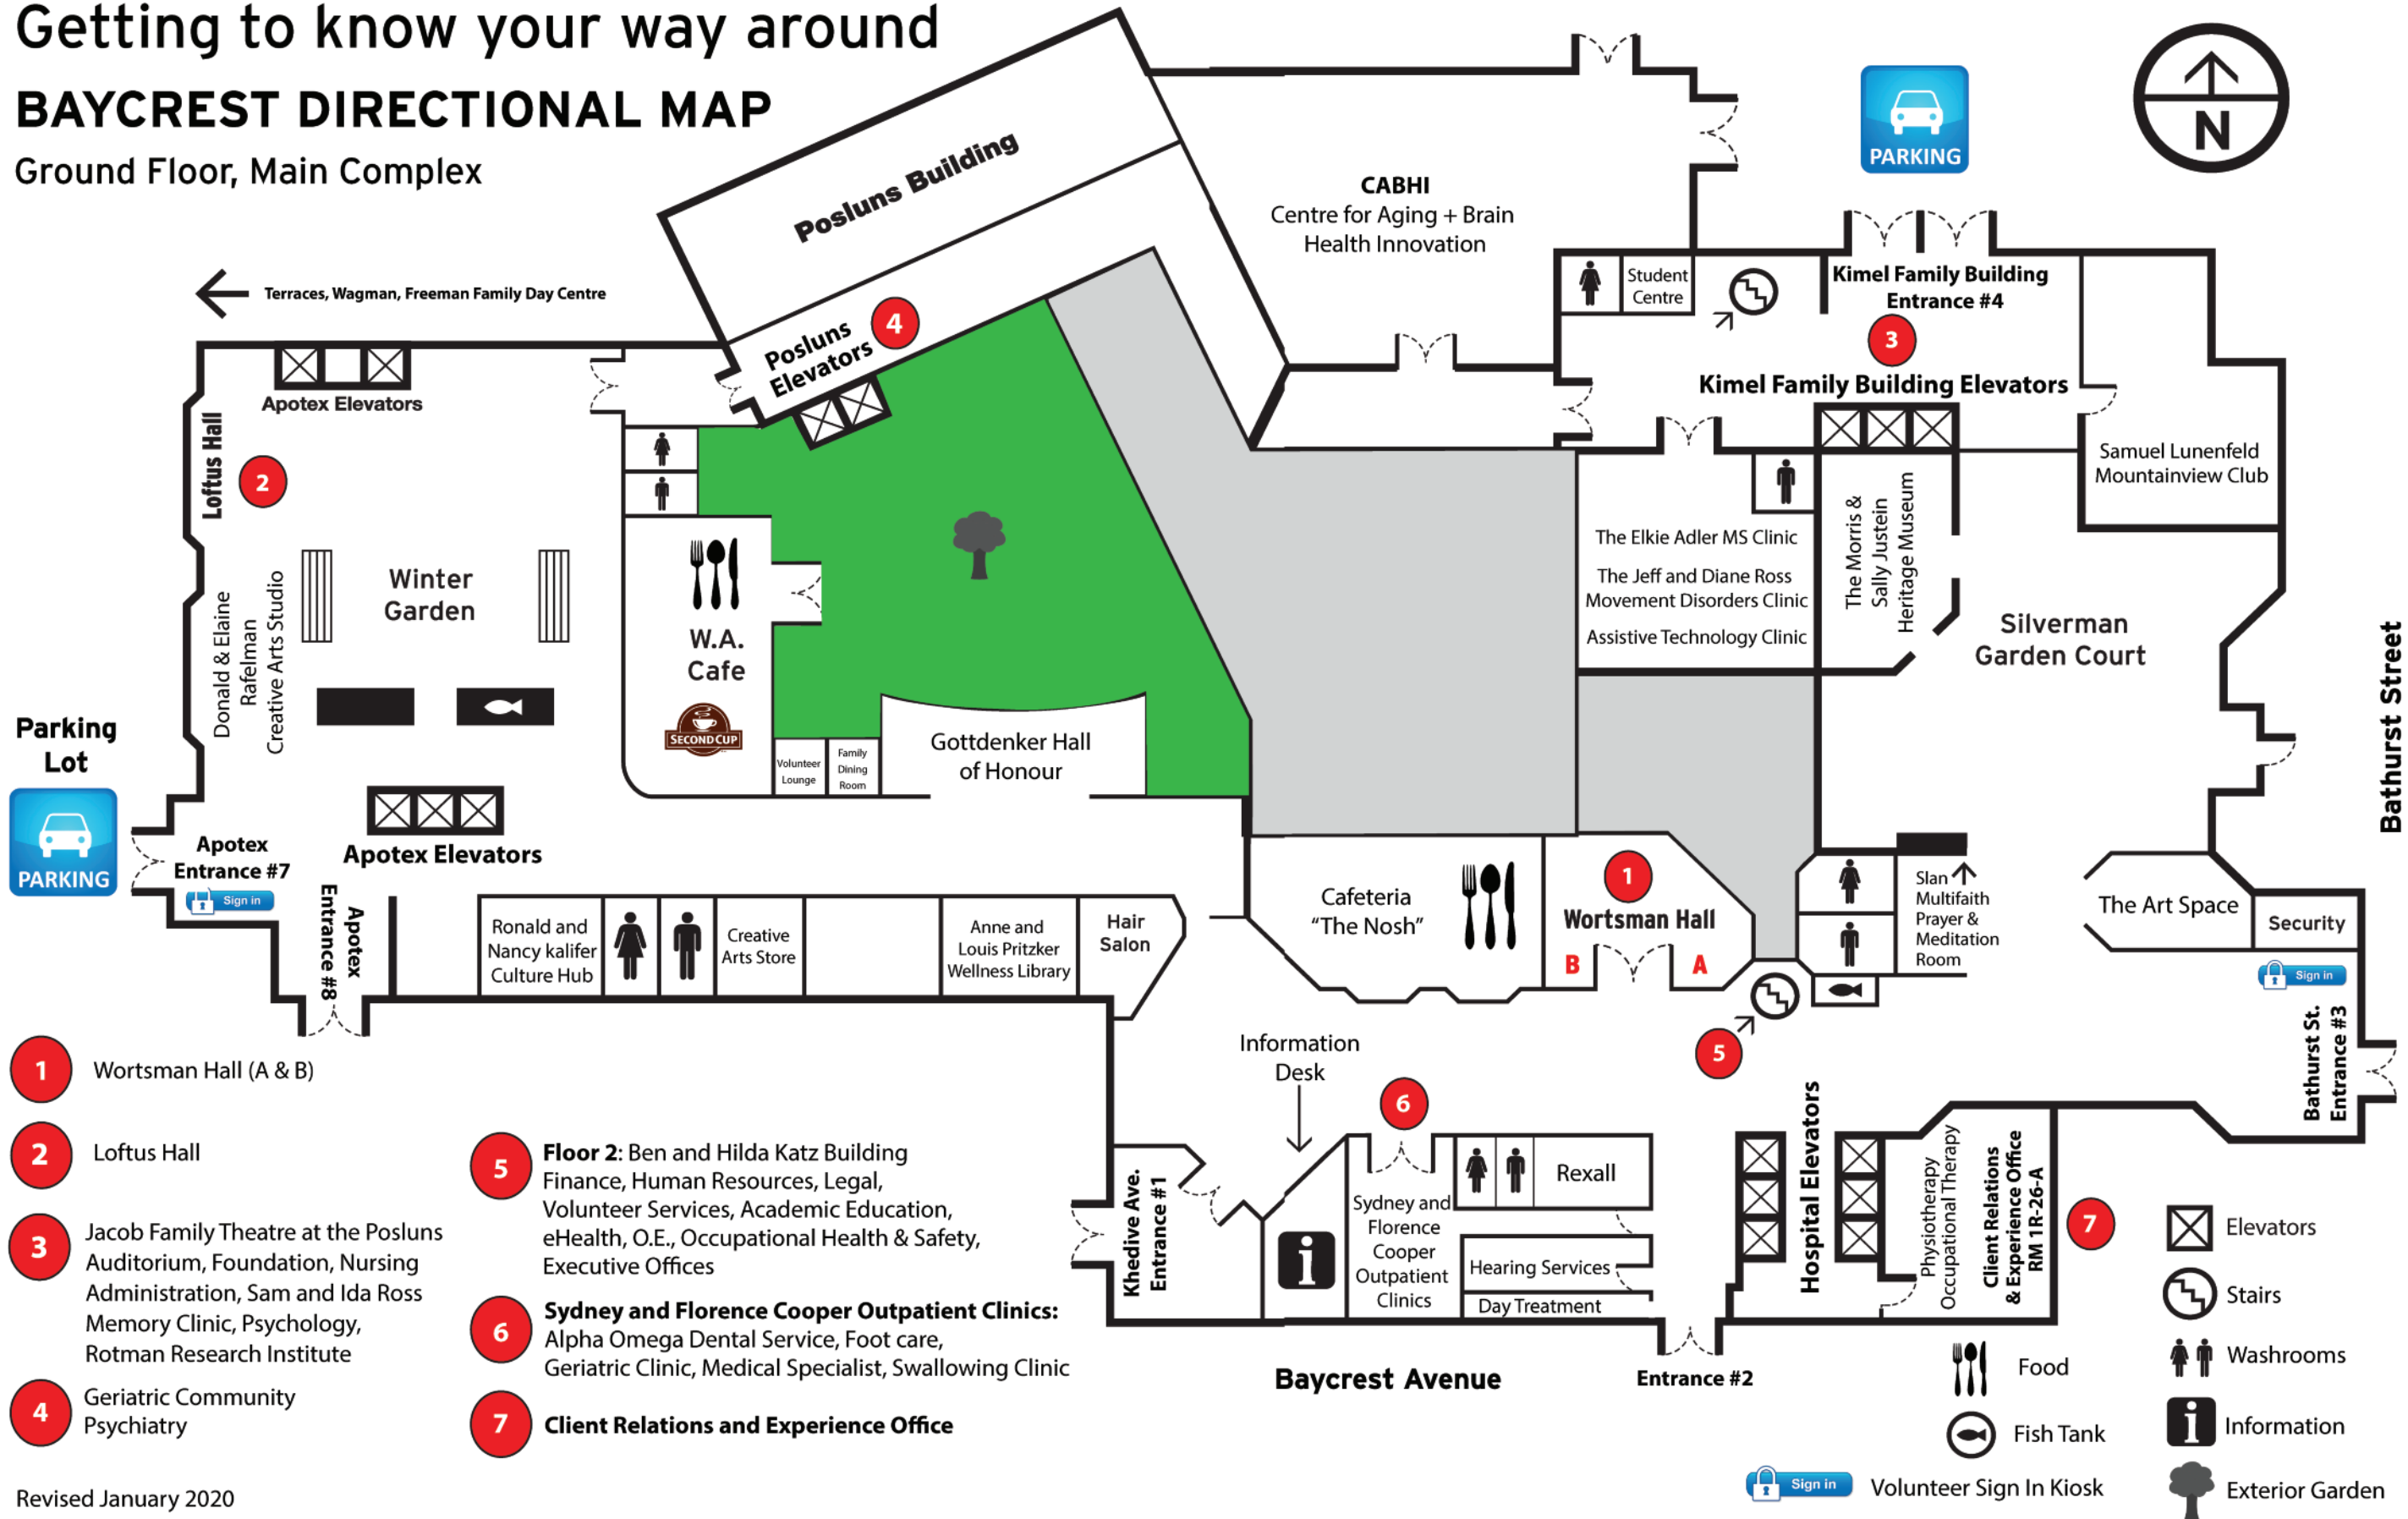 Getting to know your way around
BAYCREST DIRECTIONAL MAP
Ground Floor, Main Complex
Terraces, Wagman, Freeman Family Day Centre
Posluns Building
Posluns
Elevators
4
CABHI
Centre for Aging + Brain
Health Innovation
PARKING
N
Student
Centre
Kimel Family Building
Entrance #4
3
Kimel Family Building Elevators
Samuel Lunenfeld
Mountainview Club
Apotex Elevators
Loftus Hall
2
Winter
Garden
Donald & Elaine
Rafelman
Creative Arts Studio
W.A.
Cafe
SECOND CUP
Volunteer
Lounge
Family
Dining
Room
Gottdenker Hall
of Honour
The Elkie Adler MS Clinic
The Jeff and Diane Ross
Movement Disorders Clinic
Assistive Technology Clinic
The Morris &
Sally Justein
Heritage Museum
Silverman
Garden Court
Bathurst Street
Parking
Lot
PARKING
Apotex
Entrance #7
Sign in
Apotex Elevators
Apotex
Entrance #8
Ronald and
Nancy kalifer
Culture Hub
Creative
Arts Store
Anne and
Louis Pritzker
Wellness Library
Hair
Salon
Cafeteria
"The Nosh"
1
Wortsman Hall
B
A
Slan
Multifaith
Prayer &
Meditation
Room
The Art Space
Security
Sign in
Bathurst St.
Entrance #3
5
Information
Desk
6
Khedive Ave.
Entrance #1
i
Sydney and
Florence
Cooper
Outpatient
Clinics
Rexall
Hearing Services
Day Treatment
Hospital Elevators
Physiotherapy
Occupational Therapy
Client Relations
& Experience Office
RM 1R-26-A
7
Baycrest Avenue
Entrance #2
1
Wortsman Hall (A & B)
2
Loftus Hall
3
Jacob Family Theatre at the Posluns
Auditorium, Foundation, Nursing
Administration, Sam and Ida Ross
Memory Clinic, Psychology,
Rotman Research Institute
4
Geriatric Community
Psychiatry
5
Floor 2: Ben and Hilda Katz Building
Finance, Human Resources, Legal,
Volunteer Services, Academic Education,
eHealth, O.E., Occupational Health & Safety,
Executive Offices
6
Sydney and Florence Cooper Outpatient Clinics:
Alpha Omega Dental Service, Foot care,
Geriatric Clinic, Medical Specialist, Swallowing Clinic
7
Client Relations and Experience Office
Elevators
Stairs
Food
Washrooms
Fish Tank
i
Information
Sign in
Volunteer Sign In Kiosk
Exterior Garden
Revised January 2020